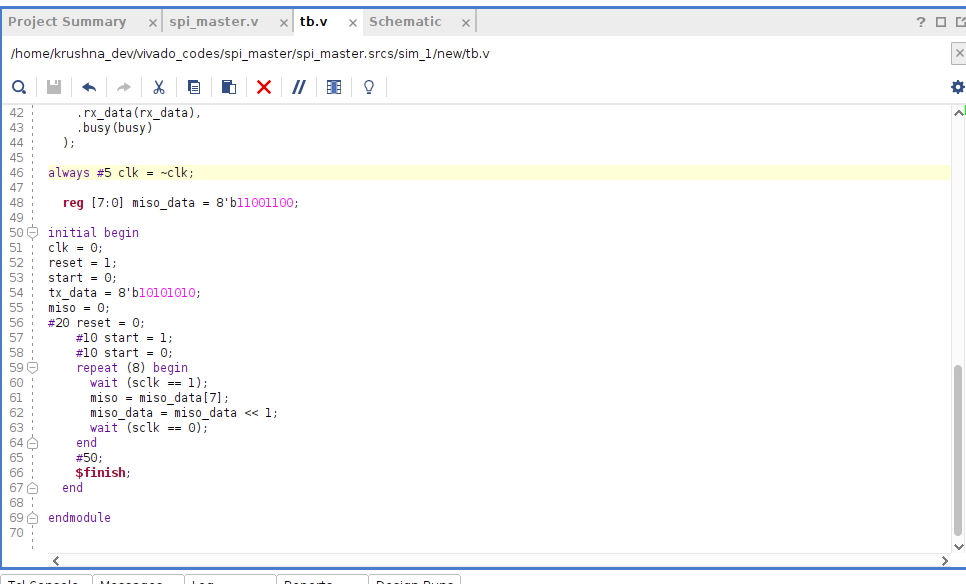 Project Summary × spi_master.v × tb.v × Schematic ×
?
/home/krushna_dev/vivado_codes/spi_master/spi_master.srcs/sim_1/new/tb.v
42 .rx_data(rx_data),
43 .busy(busy)
44 );
45
46 always #5 clk = ~clk;
47
48 reg [7:0] miso_data = 8'b11001100;
49
50 initial begin
51 clk = 0;
52 reset = 1;
53 start = 0;
54 tx_data = 8'b10101010;
55 miso = 0;
56 #20 reset = 0;
57 #10 start = 1;
58 #10 start = 0;
59 repeat (8) begin
60 wait (sclk == 1);
61 miso = miso_data[7];
62 miso_data = miso_data << 1;
63 wait (sclk == 0);
64 end
65 #50;
66 $finish;
67 end
68
69 endmodule
70
Tcl Console Messages Log Reports Design Runs